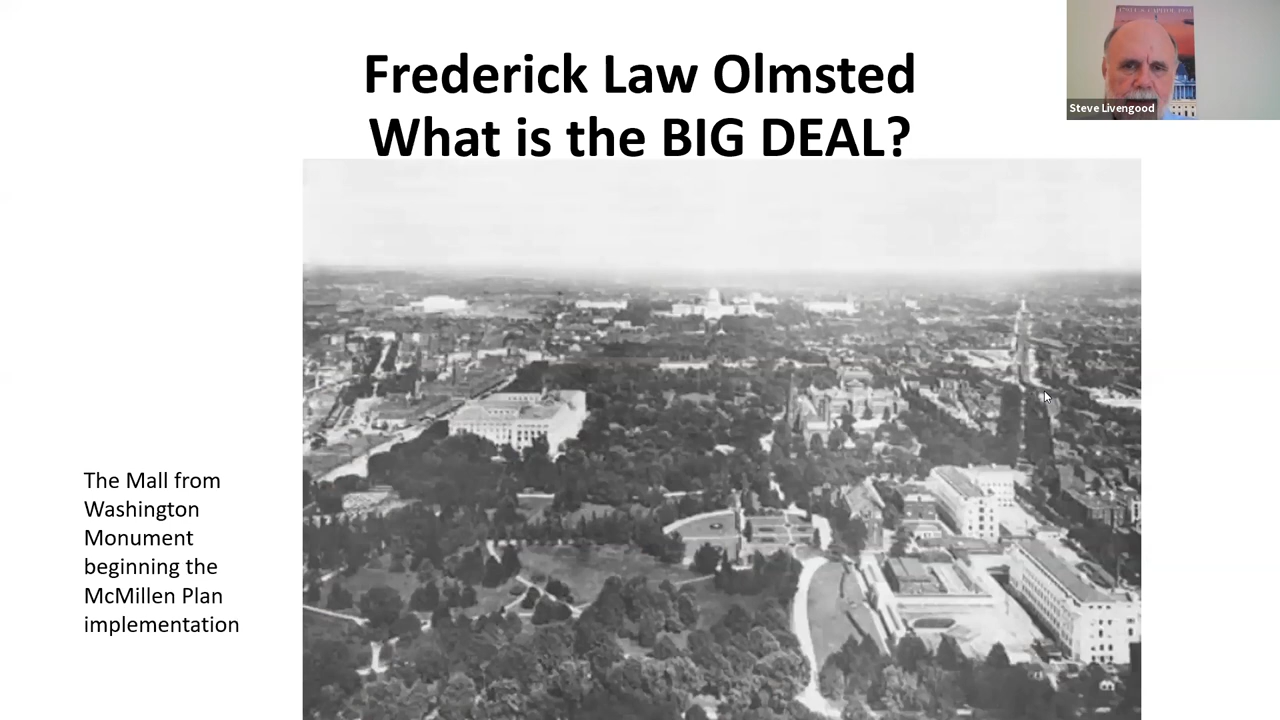 Frederick Law Olmsted
What is the BIG DEAL?
Steve Livengood
The Mall from
Washington
Monument
beginning the
McMillen Plan
implementation